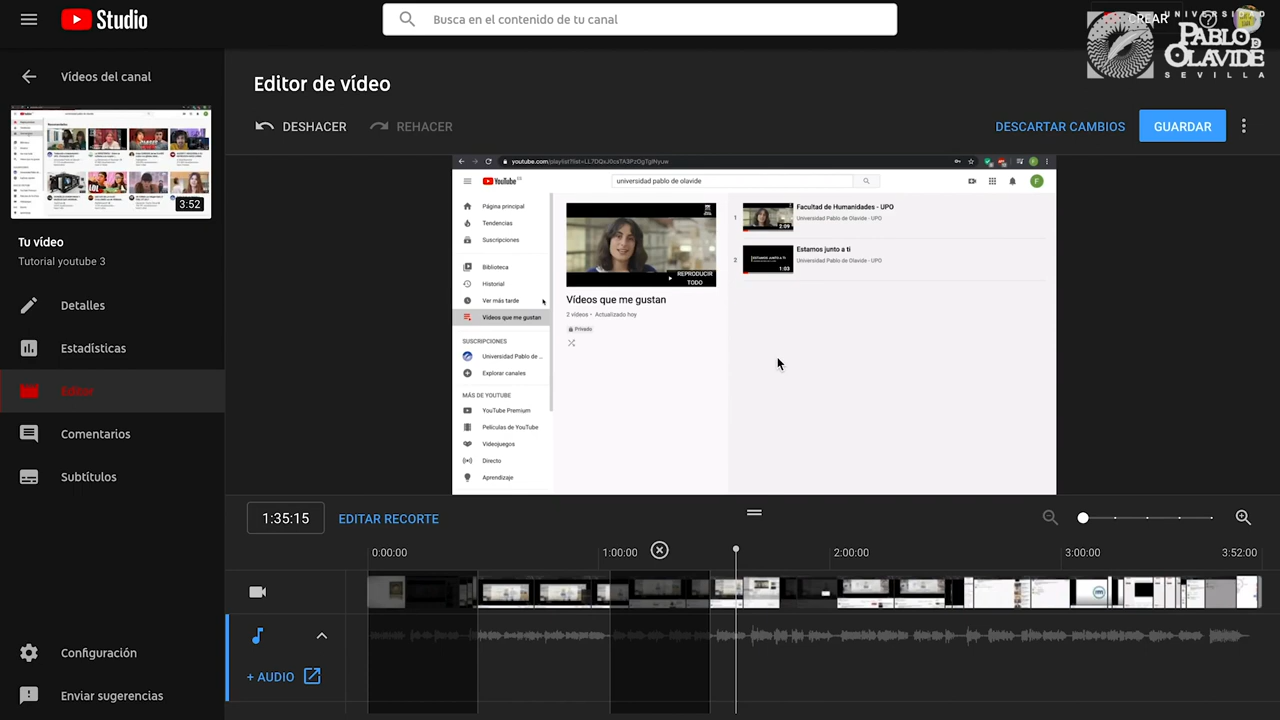 Studio
Busca en el contenido de tu canal
CREAR
UNIVERSIDAD
PABLO DE
OLAVIDE
SEVILLA
Vídeos del canal
3:52
Tu vídeo
Tutorial youtube 3
Detalles
Estadísticas
Editor
Comentarios
Subtítulos
Configuración
Enviar sugerencias
Editor de vídeo
DESHACER
REHACER
DESCARTAR CAMBIOS
GUARDAR
YouTube ES
universidad pablo de olavide
Página principal
Tendencias
Suscripciones
Biblioteca
Historial
Ver más tarde
Vídeos que me gustan
SUSCRIPCIONES
Universidad Pablo de ...
Explorar canales
MÁS DE YOUTUBE
YouTube Premium
Películas de YouTube
Videojuegos
Directo
Aprendizaje
REPRODUCIR
TODO
Vídeos que me gustan
2 vídeos • Actualizado hoy
Privado
1
2:09
Facultad de Humanidades - UPO
Universidad Pablo de Olavide - UPO
2
1:03
Estamos junto a ti
Universidad Pablo de Olavide - UPO
1:35:15
EDITAR RECORTE
0:00:00
1:00:00
2:00:00
3:00:00
3:52:00
+ AUDIO